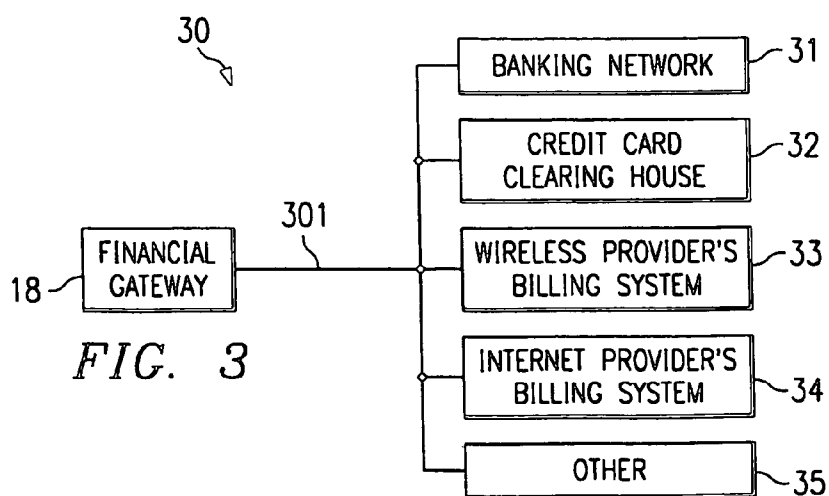 30
BANKING NETWORK
31
CREDIT CARD
CLEARING HOUSE
32
301
FINANCIAL
GATEWAY
18
WIRELESS PROVIDER'S
BILLING SYSTEM
33
FIG. 3
INTERNET PROVIDER'S
BILLING SYSTEM
34
OTHER
35